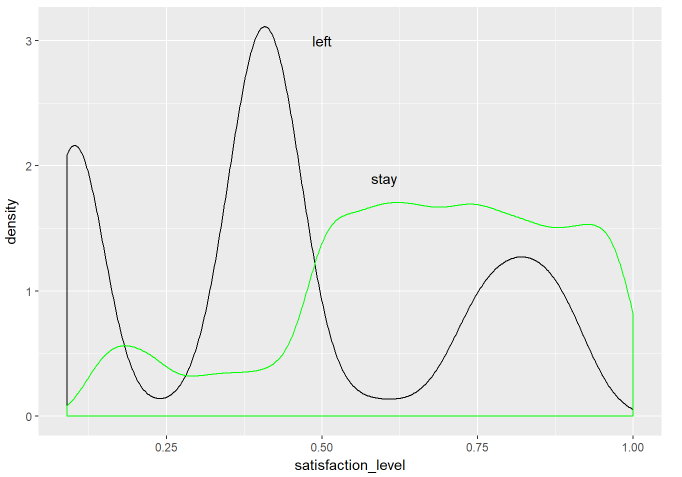 3
left
stay
2
density
1
0
0.25 0.50 0.75 1.00
satisfaction_level